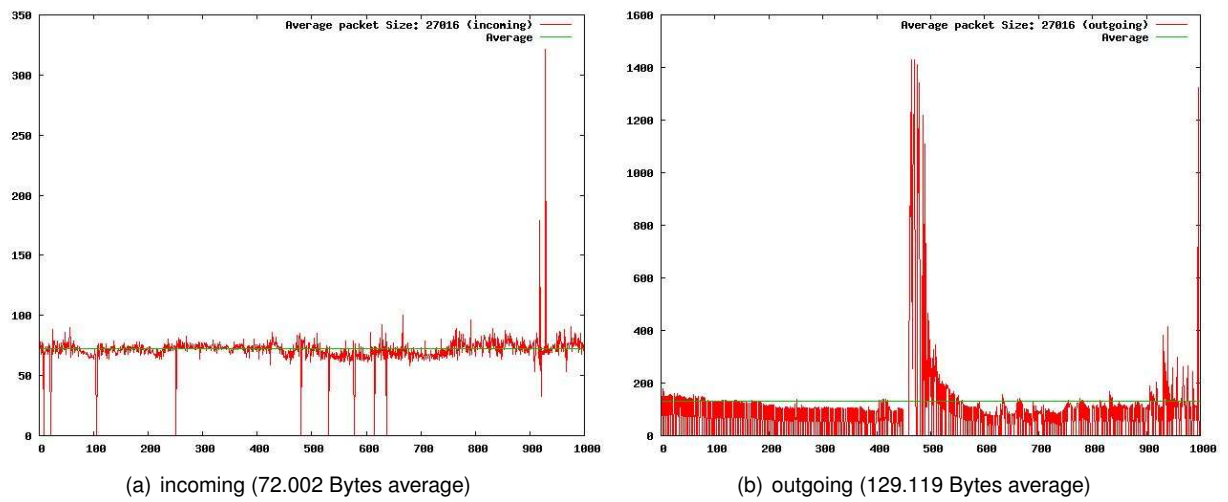 Average packet Size: 27016 (incoming)
Average
350
300
250
200
150
100
50
0
0 100 200 300 400 500 600 700 800 900 1000
(a) incoming (72.002 Bytes average)
Average packet Size: 27016 (outgoing)
Average
1600
1400
1200
1000
800
600
400
200
0
0 100 200 300 400 500 600 700 800 900 1000
(b) outgoing (129.119 Bytes average)